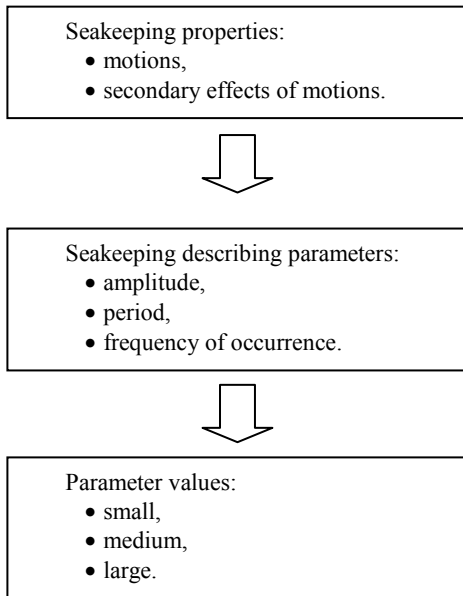 Seakeeping properties:
• motions,
• secondary effects of motions.
Seakeeping describing parameters:
• amplitude,
• period,
• frequency of occurrence.
Parameter values:
• small,
• medium,
• large.